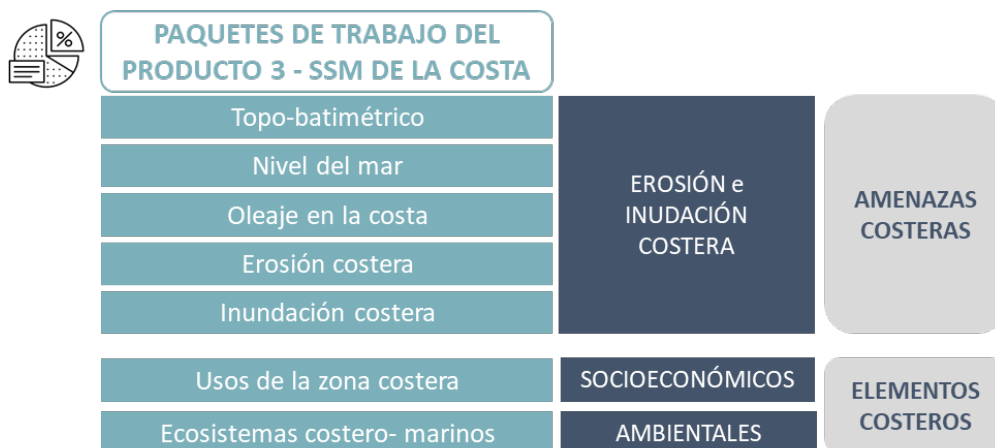 %
PAQUETES DE TRABAJO DEL
PRODUCTO 3 - SSM DE LA COSTA
Topo-batimétrico
Nivel del mar
Oleaje en la costa
Erosión costera
Inundación costera
EROSIÓN e
INUDACIÓN
COSTERA
AMENAZAS
COSTERAS
Usos de la zona costera
Ecosistemas costero- marinos
SOCIOECONÓMICOS
AMBIENTALES
ELEMENTOS
COSTEROS